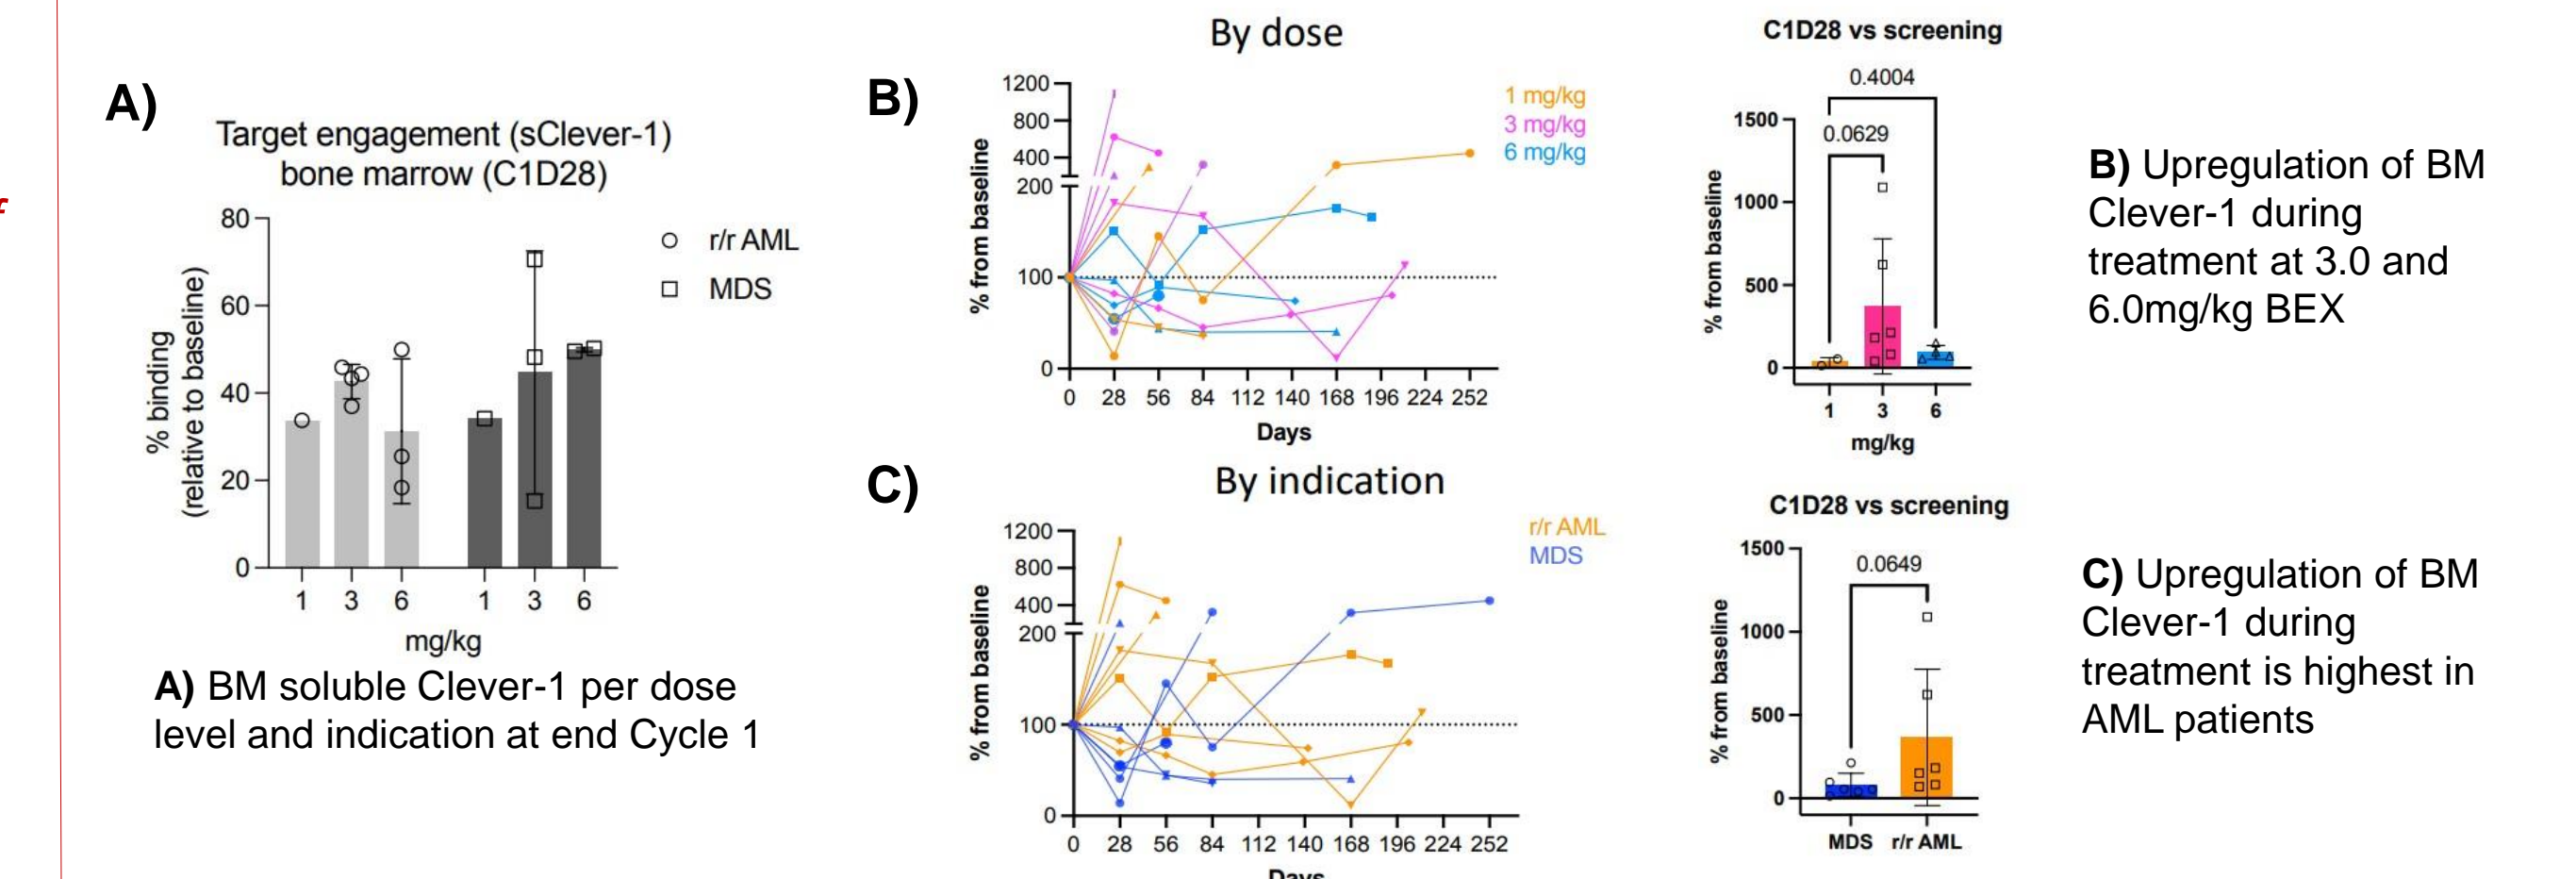 A)
Target engagement (sClever-1)
bone marrow (C1D28)
% binding
(relative to baseline)
80
60
40
20
0
1 3 6 1 3 6
mg/kg
r/r AML
MDS
A) BM soluble Clever-1 per dose
level and indication at end Cycle 1
B)
By dose
% from baseline
1200
800
400
200
100
0
0 28 56 84 112 140 168 196 224 252
Days
1 mg/kg
3 mg/kg
6 mg/kg
C1D28 vs screening
0.4004
0.0629
% from baseline
1500
1000
500
0
1 3 6
mg/kg
B) Upregulation of BM
Clever-1 during
treatment at 3.0 and
6.0mg/kg BEX
C)
By indication
% from baseline
1200
800
400
200
100
0
0 28 56 84 112 140 168 196 224 252
Days
r/r AML
MDS
C1D28 vs screening
0.0649
% from baseline
1500
1000
500
0
MDS r/r AML
C) Upregulation of BM
Clever-1 during
treatment is highest in
AML patients